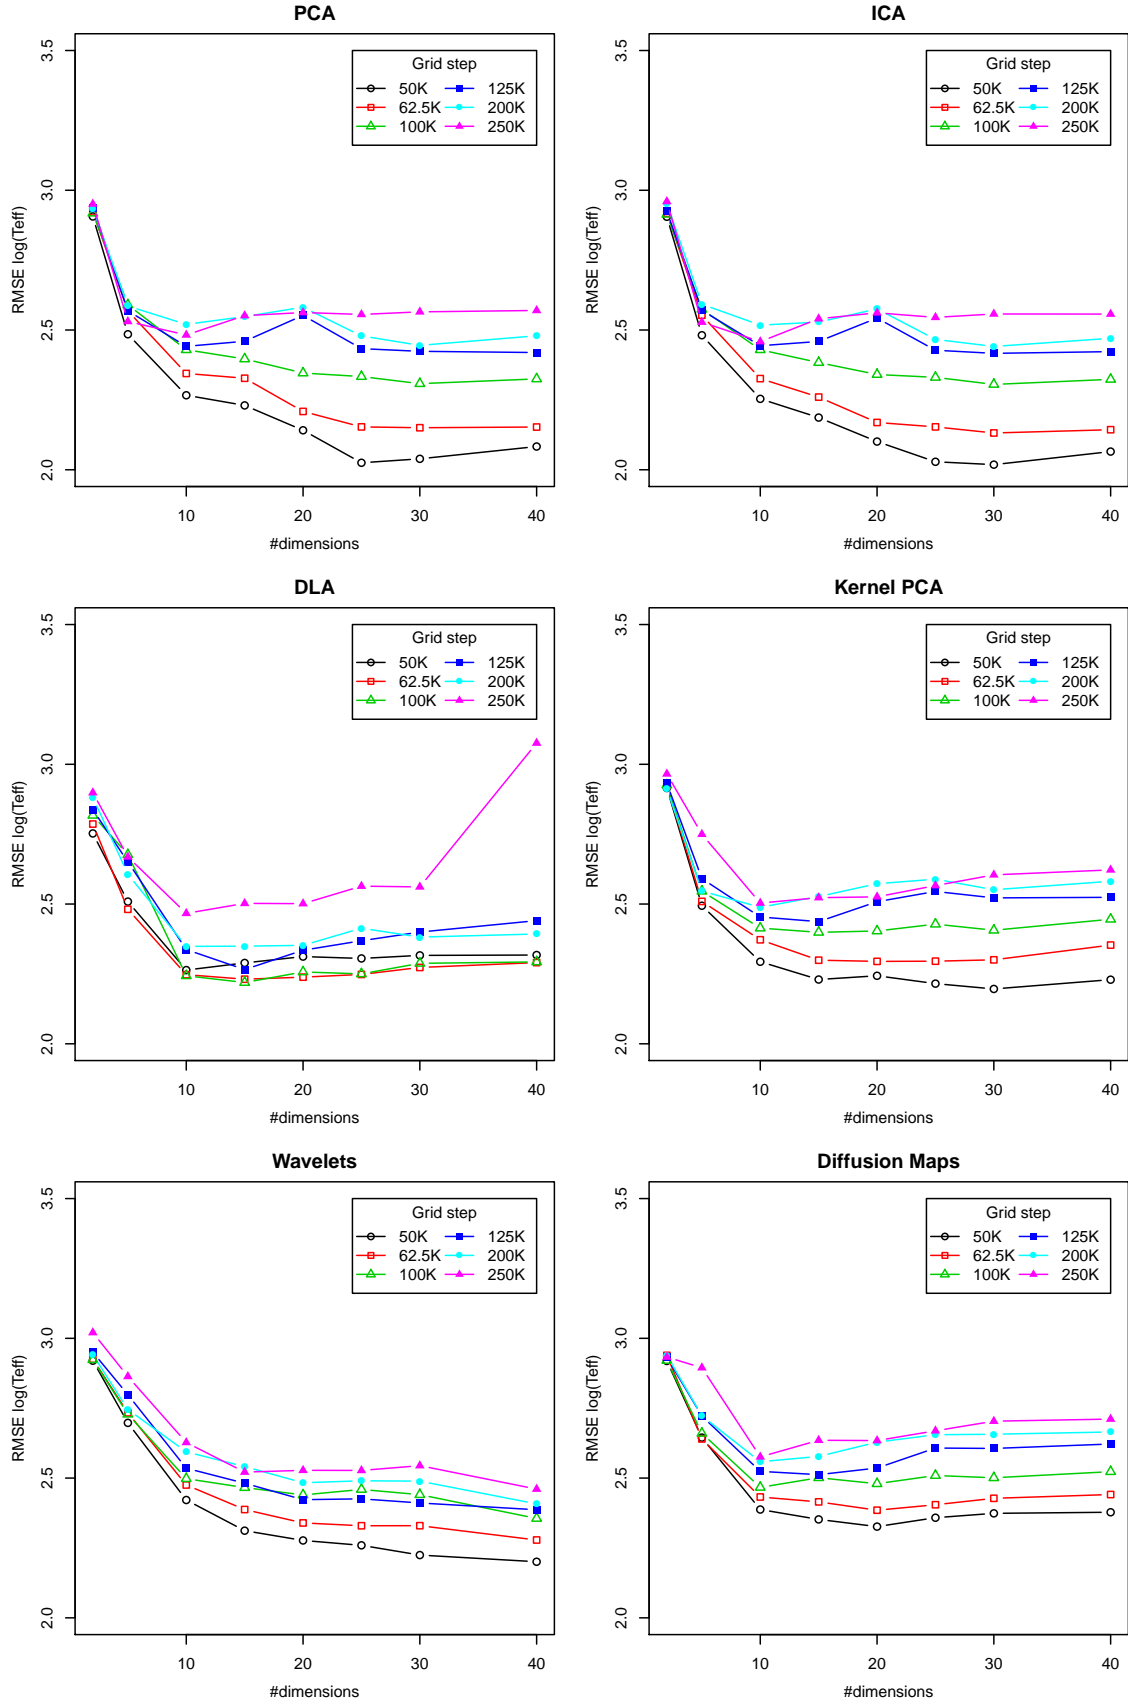 PCA
RMSE log(Teff)
3.5
3.0
2.5
2.0
Grid step
50K 125K
62.5K 200K
100K 250K
10 20 30 40
#dimensions
ICA
RMSE log(Teff)
3.5
3.0
2.5
2.0
Grid step
50K 125K
62.5K 200K
100K 250K
10 20 30 40
#dimensions
DLA
RMSE log(Teff)
3.5
3.0
2.5
2.0
Grid step
50K 125K
62.5K 200K
100K 250K
10 20 30 40
#dimensions
Kernel PCA
RMSE log(Teff)
3.5
3.0
2.5
2.0
Grid step
50K 125K
62.5K 200K
100K 250K
10 20 30 40
#dimensions
Wavelets
RMSE log(Teff)
3.5
3.0
2.5
2.0
Grid step
50K 125K
62.5K 200K
100K 250K
10 20 30 40
#dimensions
Diffusion Maps
RMSE log(Teff)
3.5
3.0
2.5
2.0
Grid step
50K 125K
62.5K 200K
100K 250K
10 20 30 40
#dimensions